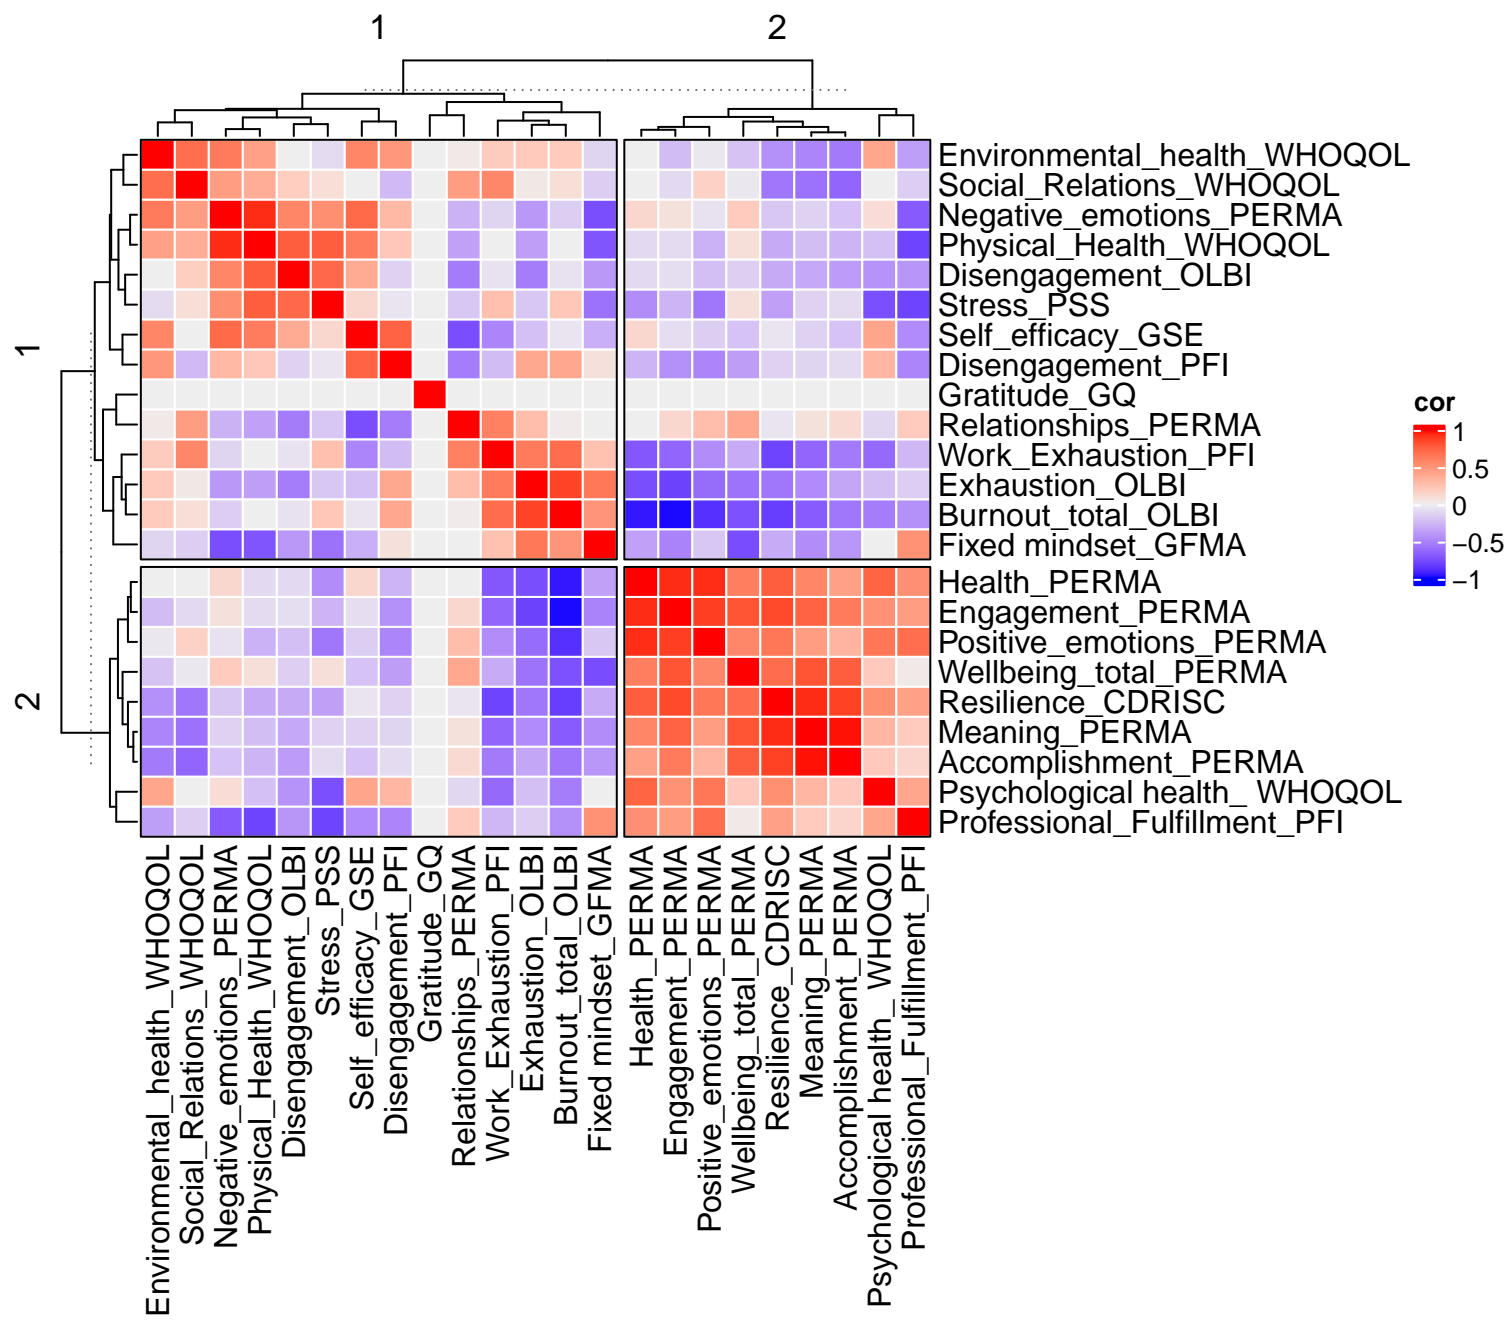 1
2
1
2
Environmental_health_WHOQOL
Social_Relations_WHOQOL
Negative_emotions_PERMA
Physical_Health_WHOQOL
Disengagement_OLBI
Stress_PSS
Self_efficacy_GSE
Disengagement_PFI
Gratitude_GQ
Relationships_PERMA
Work_Exhaustion_PFI
Exhaustion_OLBI
Burnout_total_OLBI
Fixed mindset_GFMA
Health_PERMA
Engagement_PERMA
Positive_emotions_PERMA
Wellbeing_total_PERMA
Resilience_CDRISC
Meaning_PERMA
Accomplishment_PERMA
Psychological health_ WHOQOL
Professional_Fulfillment_PFI
cor
1
0.5
0
−0.5
−1
Environmental_health_WHOQOL
Social_Relations_WHOQOL
Negative_emotions_PERMA
Physical_Health_WHOQOL
Disengagement_OLBI
Stress_PSS
Self_efficacy_GSE
Disengagement_PFI
Gratitude_GQ
Relationships_PERMA
Work_Exhaustion_PFI
Exhaustion_OLBI
Burnout_total_OLBI
Fixed mindset_GFMA
Health_PERMA
Engagement_PERMA
Positive_emotions_PERMA
Wellbeing_total_PERMA
Resilience_CDRISC
Meaning_PERMA
Accomplishment_PERMA
Psychological health_ WHOQOL
Professional_Fulfillment_PFI